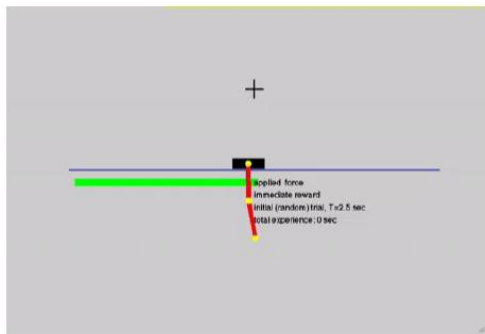 applied force
immediate reward
initial (random) trial, T=2.5 sec
total experience: 0 sec